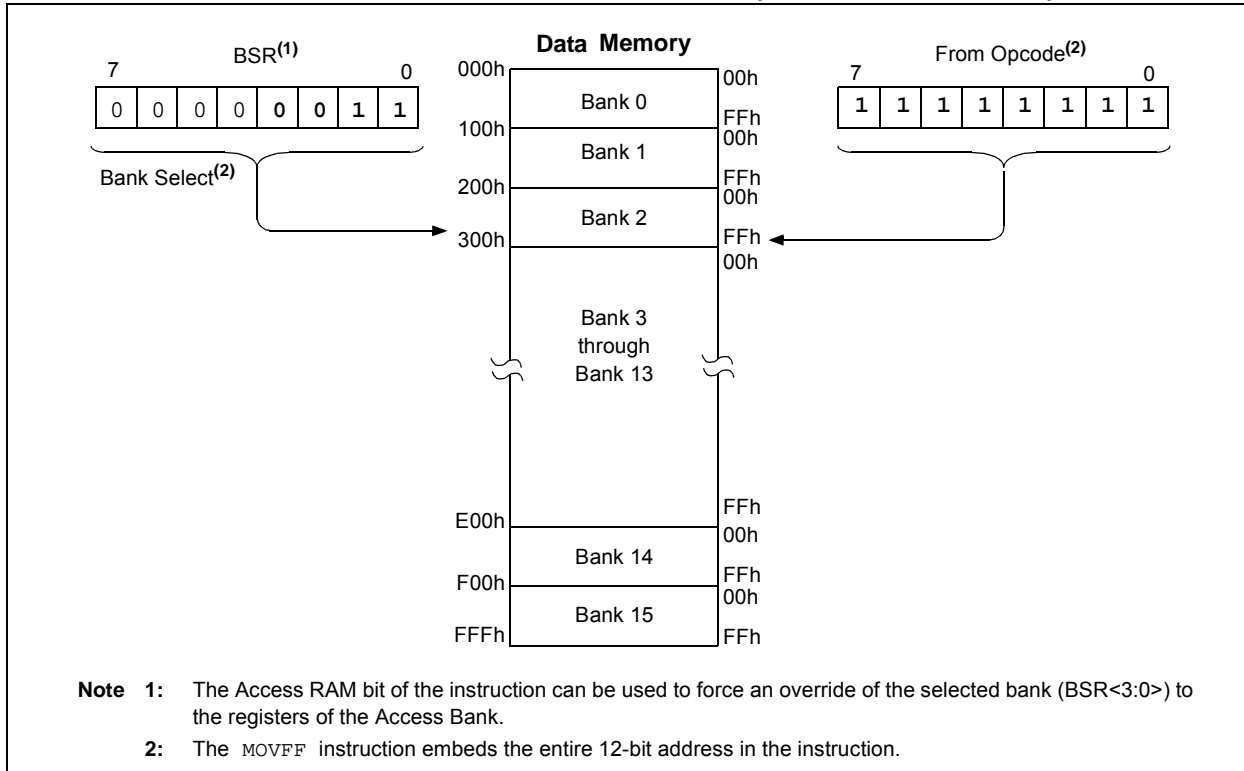 Data Memory
BSR(1)
7 0
0 0 0 0 0 0 1 1
Bank Select(2)
From Opcode(2)
7 0
1 1 1 1 1 1 1 1
000h 00h
Bank 0
FFh
100h 00h
Bank 1
FFh
200h 00h
Bank 2
FFh
300h 00h
Bank 3
through
Bank 13
FFh
E00h 00h
Bank 14
FFh
F00h 00h
Bank 15
FFFh FFh
Note 1: The Access RAM bit of the instruction can be used to force an override of the selected bank (BSR<3:0>) to
the registers of the Access Bank.
2: The MOVFF instruction embeds the entire 12-bit address in the instruction.